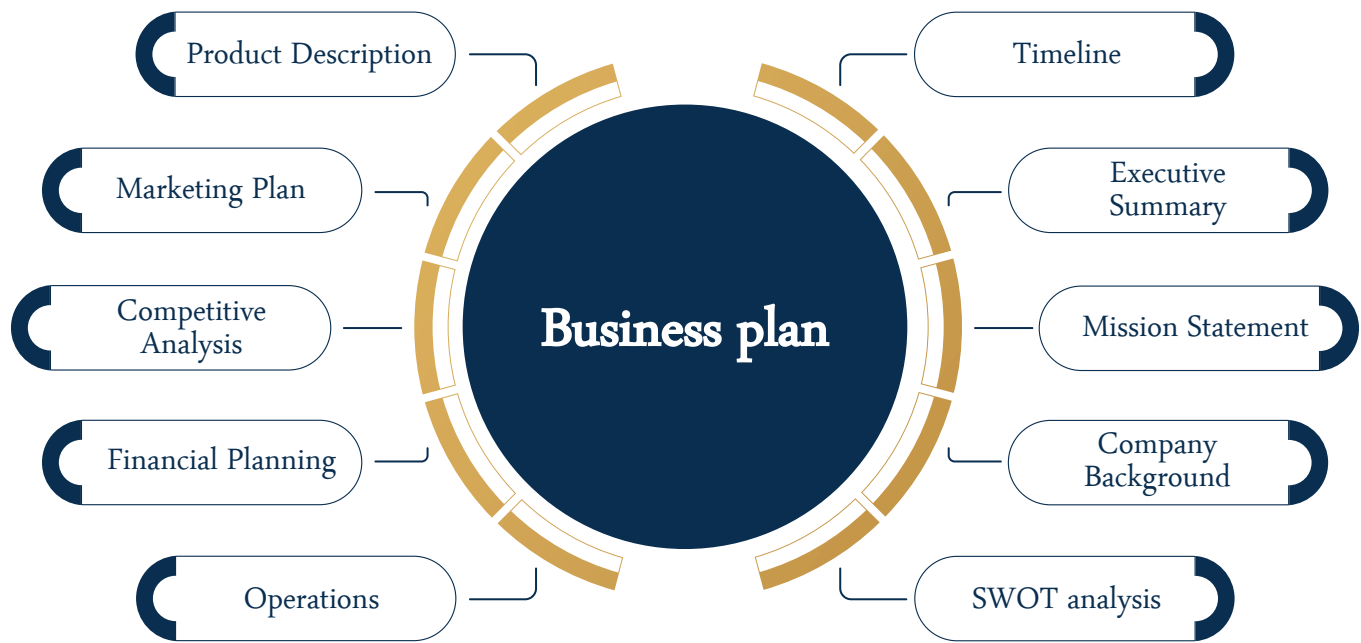 Product Description
Timeline
Marketing Plan
Executive
Summary
Competitive
Analysis
Business plan
Mission Statement
Financial Planning
Company
Background
Operations
SWOT analysis